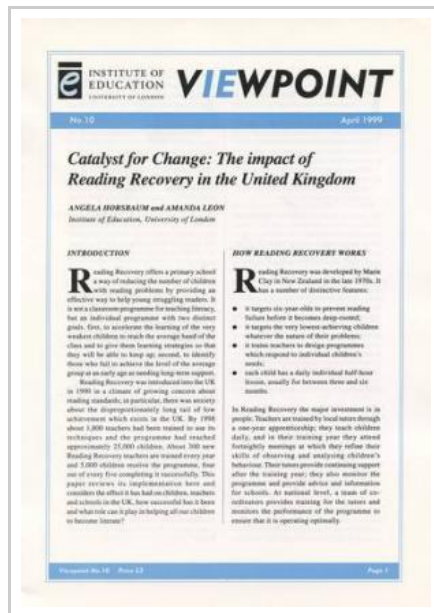 INSTITUTE OF
EDUCATION
UNIVERSITY OF LONDON
VIEWPOINT
No.10
April 1999
Catalyst for Change: The impact of
Reading Recovery in the United Kingdom
ANGELA HOBSBAUM and AMANDA LEON
Institute of Education, University of London
INTRODUCTION
Reading Recovery offers a primary school
a way of reducing the number of children
with reading problems by providing an
effective way to help young struggling readers. It
is not a classroom programme for teaching literacy,
but an individual programme with two distinct
goals. first, to accelerate the learning of the very
weakest children to reach the average band of the
class and to give them learning strategies so that
they will be able to keep up; second, to identify
those who fail to achieve the level of the average
group at an early age as needing long-term support.
Reading Recovery was introduced into the UK
in 1990 in a climate of growing concern about
reading standards; in particular, there was anxiety
about the disproportionately long tail of low
achievement which exists in the UK. By 1998
about 1,800 teachers had been trained to use its
techniques and the programme had reached
approximately 25,000 children. About 300 new
Reading Recovery teachers are trained every year
and 5,000 children receive the programme, four
out of every five completing it successfully. This
paper reviews its implementation here and
considers the effect it has had on children, teachers
and schools in the UK. how successful has it been
and what role can it play in helping all our children
to become literate?
HOW READING RECOVERY WORKS
Reading Recovery was developed by Marie
Clay in New Zealand in the late 1970s. It
has a number of distinctive features:
● it targets six-year-olds to prevent reading
failure before it becomes deep-rooted;
● it targets the very lowest-achieving children
whatever the nature of their problems;
● it trains teachers to design programmes
which respond to individual children's
needs;
● each child has a daily individual half-hour
lesson, usually for between three and six
months.
In Reading Recovery the major investment is in
people. Teachers are trained by local tutors through
a one-year apprenticeship; they teach children
daily, and in their training year they attend
fortnightly meetings at which they refine their
skills of observing and analysing children's
behaviour. Their tutors provide continuing support
after the training year; they also monitor the
programme and provide advice and information
for schools. At national level, a team of co-
ordinators provides training for the tutors and
monitors the performance of the programme to
ensure that it is operating optimally.
Viewpoint No.10 Price £2
Page 1